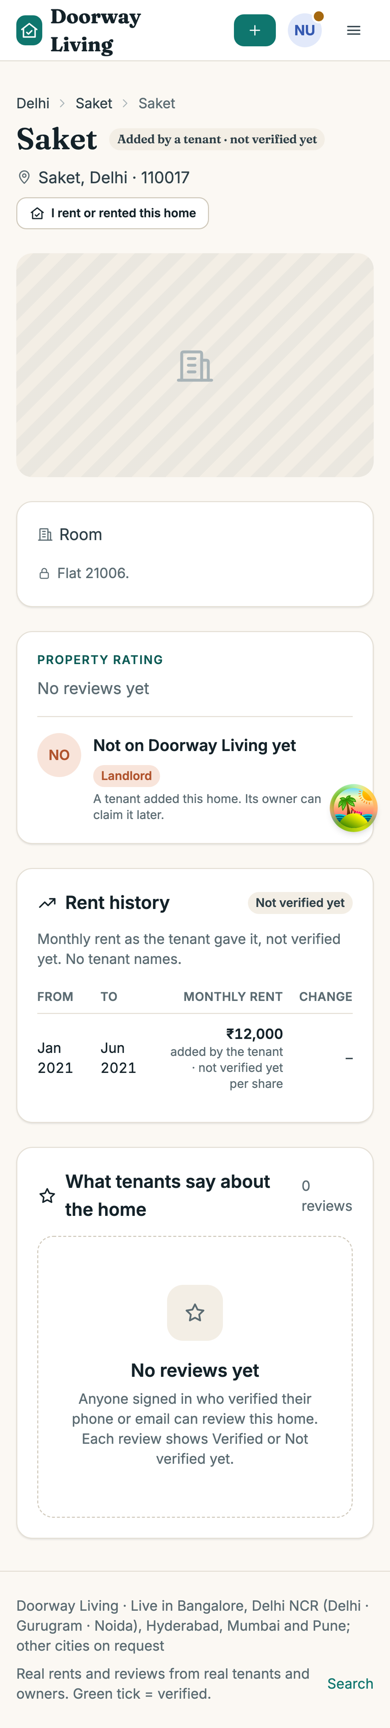 Doorway
Living
NU
Delhi > Saket > Saket
Saket Added by a tenant · not verified yet
Saket, Delhi · 110017
I rent or rented this home
Room
Flat 21006.
PROPERTY RATING
No reviews yet
NO
Not on Doorway Living yet
Landlord
A tenant added this home. Its owner can
claim it later.
Rent history Not verified yet
Monthly rent as the tenant gave it, not verified
yet. No tenant names.
FROM TO MONTHLY RENT CHANGE
Jan 2021
Jun 2021
₹12,000
added by the tenant
· not verified yet
per share
–
What tenants say about
the home
0
reviews
No reviews yet
Anyone signed in who verified their
phone or email can review this home.
Each review shows Verified or Not
verified yet.
Doorway Living · Live in Bangalore, Delhi NCR (Delhi ·
Gurugram · Noida), Hyderabad, Mumbai and Pune;
other cities on request
Real rents and reviews from real tenants and
owners. Green tick = verified.
Search